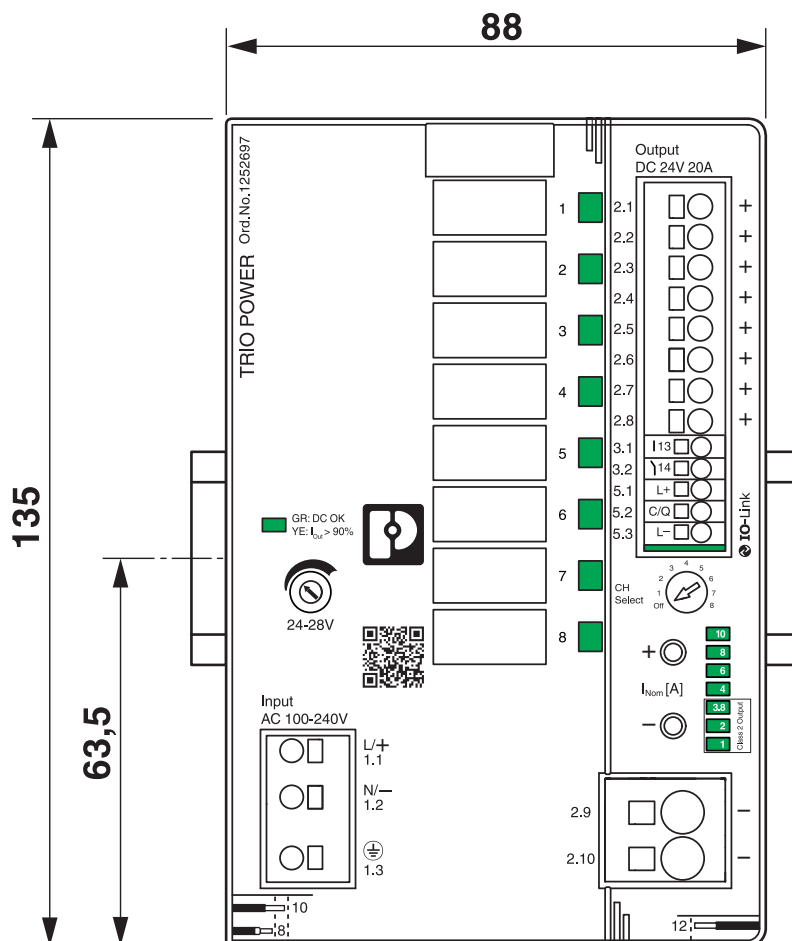 88
135
63,5
TRIO POWER Ord.No.1252697
Output
DC 24V 20A
1
2
3
4
5
6
7
8
2.1 +
2.2 +
2.3 +
2.4 +
2.5 +
2.6 +
2.7 +
2.8 +
3.1 13
3.2 14
5.1 L+
5.2 C/Q
5.3 L−
IO-Link
GR: DC OK
YE: IOut > 90%
24-28V
CH
Select
Off 1 2 3 4 5 6 7 8
+
INom [A]
−
10
8
6
4
3.8
2
1
Class 2 Output
Input
AC 100-240V
L/+
1.1
N/−
1.2
1.3
2.9 −
2.10 −
10
8
12